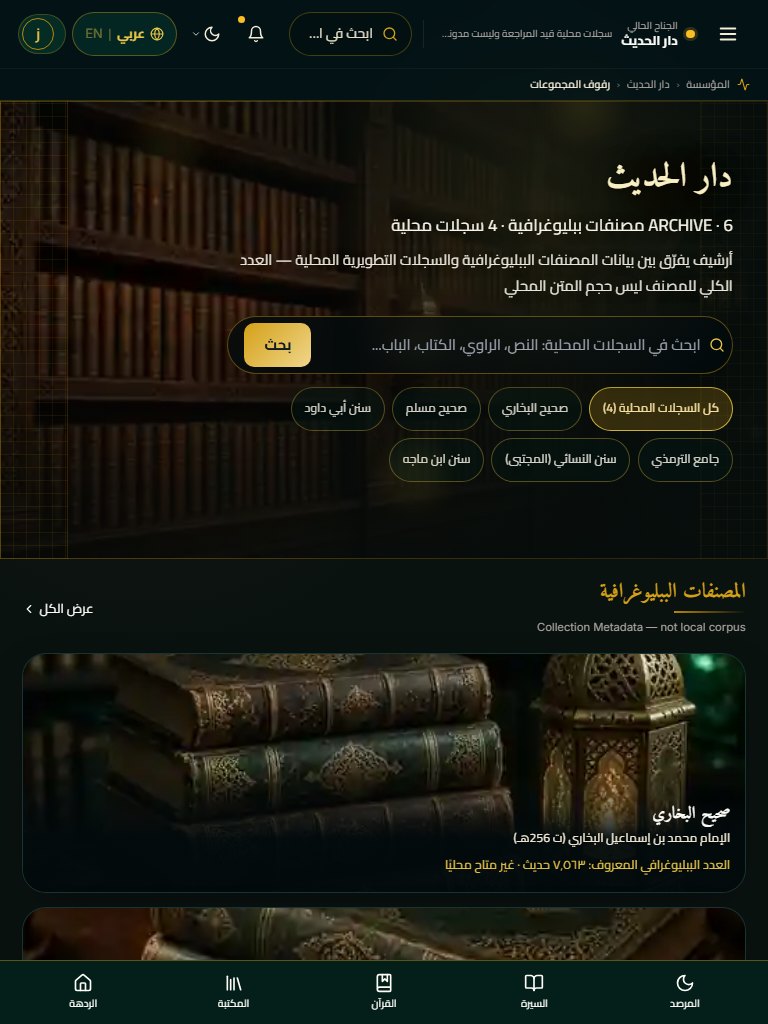 الجناح الحالي
دار الحديث
سجلات محلية قيد المراجعة وليست مدونة...
ابحث في ا...
عربي | EN
j
المؤسسة ‹ دار الحديث ‹ رفوف المجموعات
دار الحديث
ARCHIVE · 6 مصنفات ببليوغرافية · 4 سجلات محلية
أرشيف يفرّق بين بيانات المصنفات الببليوغرافية والسجلات التطويرية المحلية — العدد
الكلي للمصنف ليس حجم المتن المحلي
ابحث في السجلات المحلية: النص، الراوي، الكتاب، الباب...
بحث
كل السجلات المحلية (4)
صحيح البخاري
صحيح مسلم
سنن أبي داود
جامع الترمذي
سنن النسائي (المجتبى)
سنن ابن ماجه
المصنفات الببليوغرافية
عرض الكل
Collection Metadata — not local corpus
صحيح البخاري
الإمام محمد بن إسماعيل البخاري (ت 256هـ)
العدد الببليوغرافي المعروف: ٧٬٥٦٣ حديث · غير متاح محليًا
المرصد
السيرة
القرآن
المكتبة
الردهة